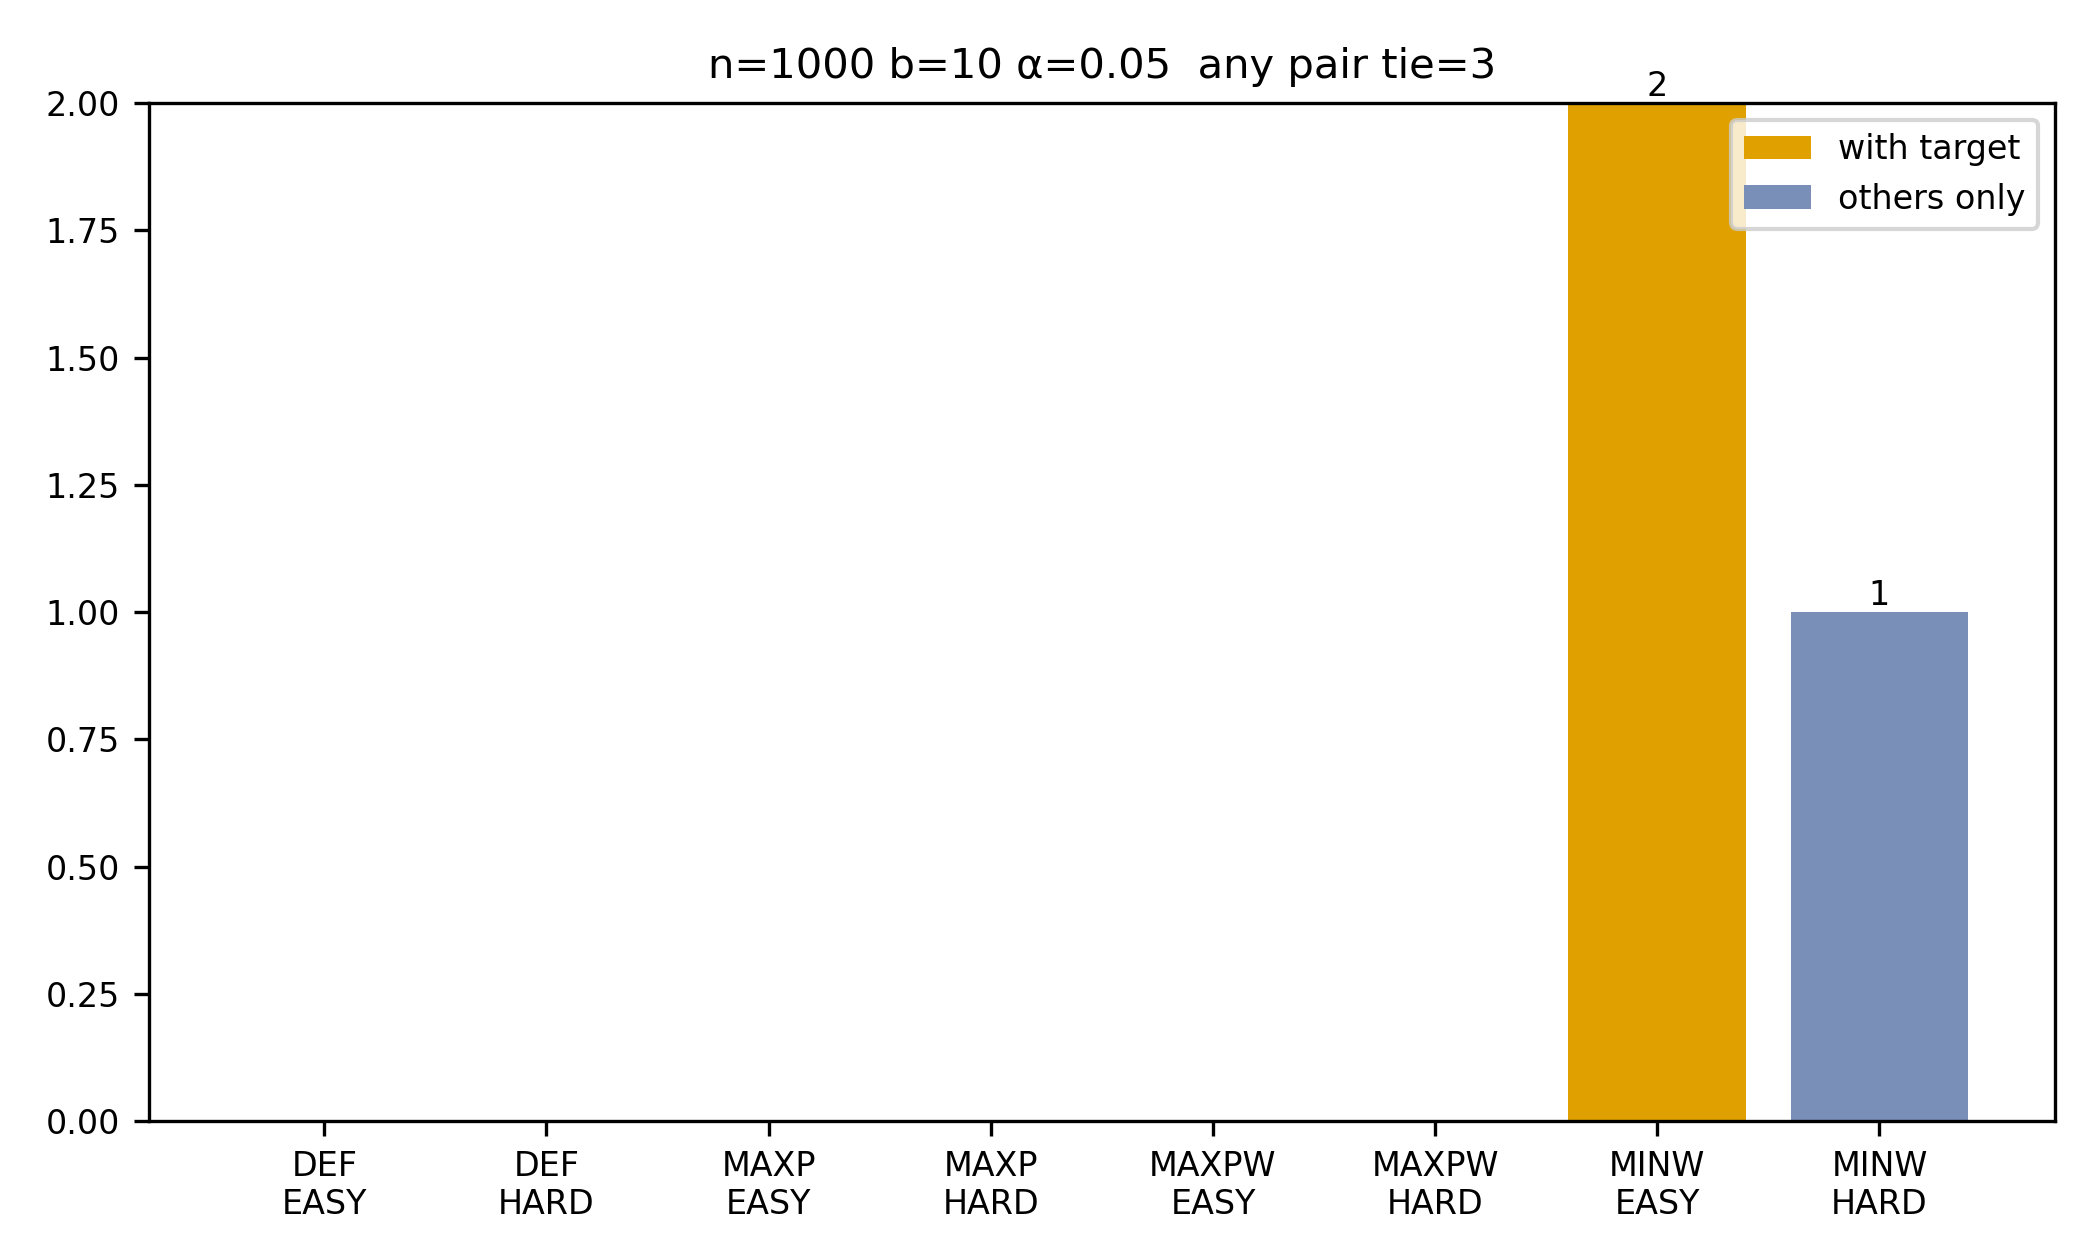 n=1000 b=10 α=0.05  any pair tie=3
2
2.00
with target
others only
1.75
1.50
1.25
1
1.00
0.75
0.50
0.25
0.00
DEF
EASY
DEF
HARD
MAXP
EASY
MAXP
HARD
MAXPW
EASY
MAXPW
HARD
MINW
EASY
MINW
HARD